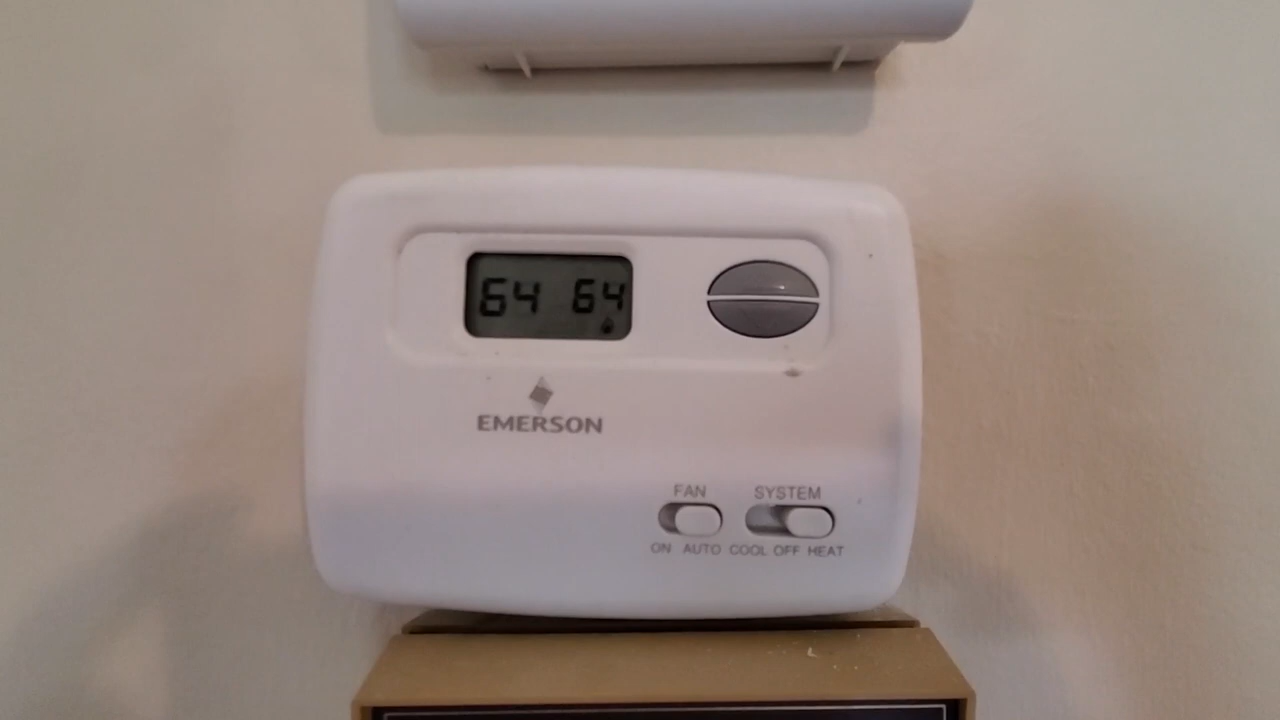 64 64
EMERSON
FAN SYSTEM
ON AUTO COOL OFF HEAT